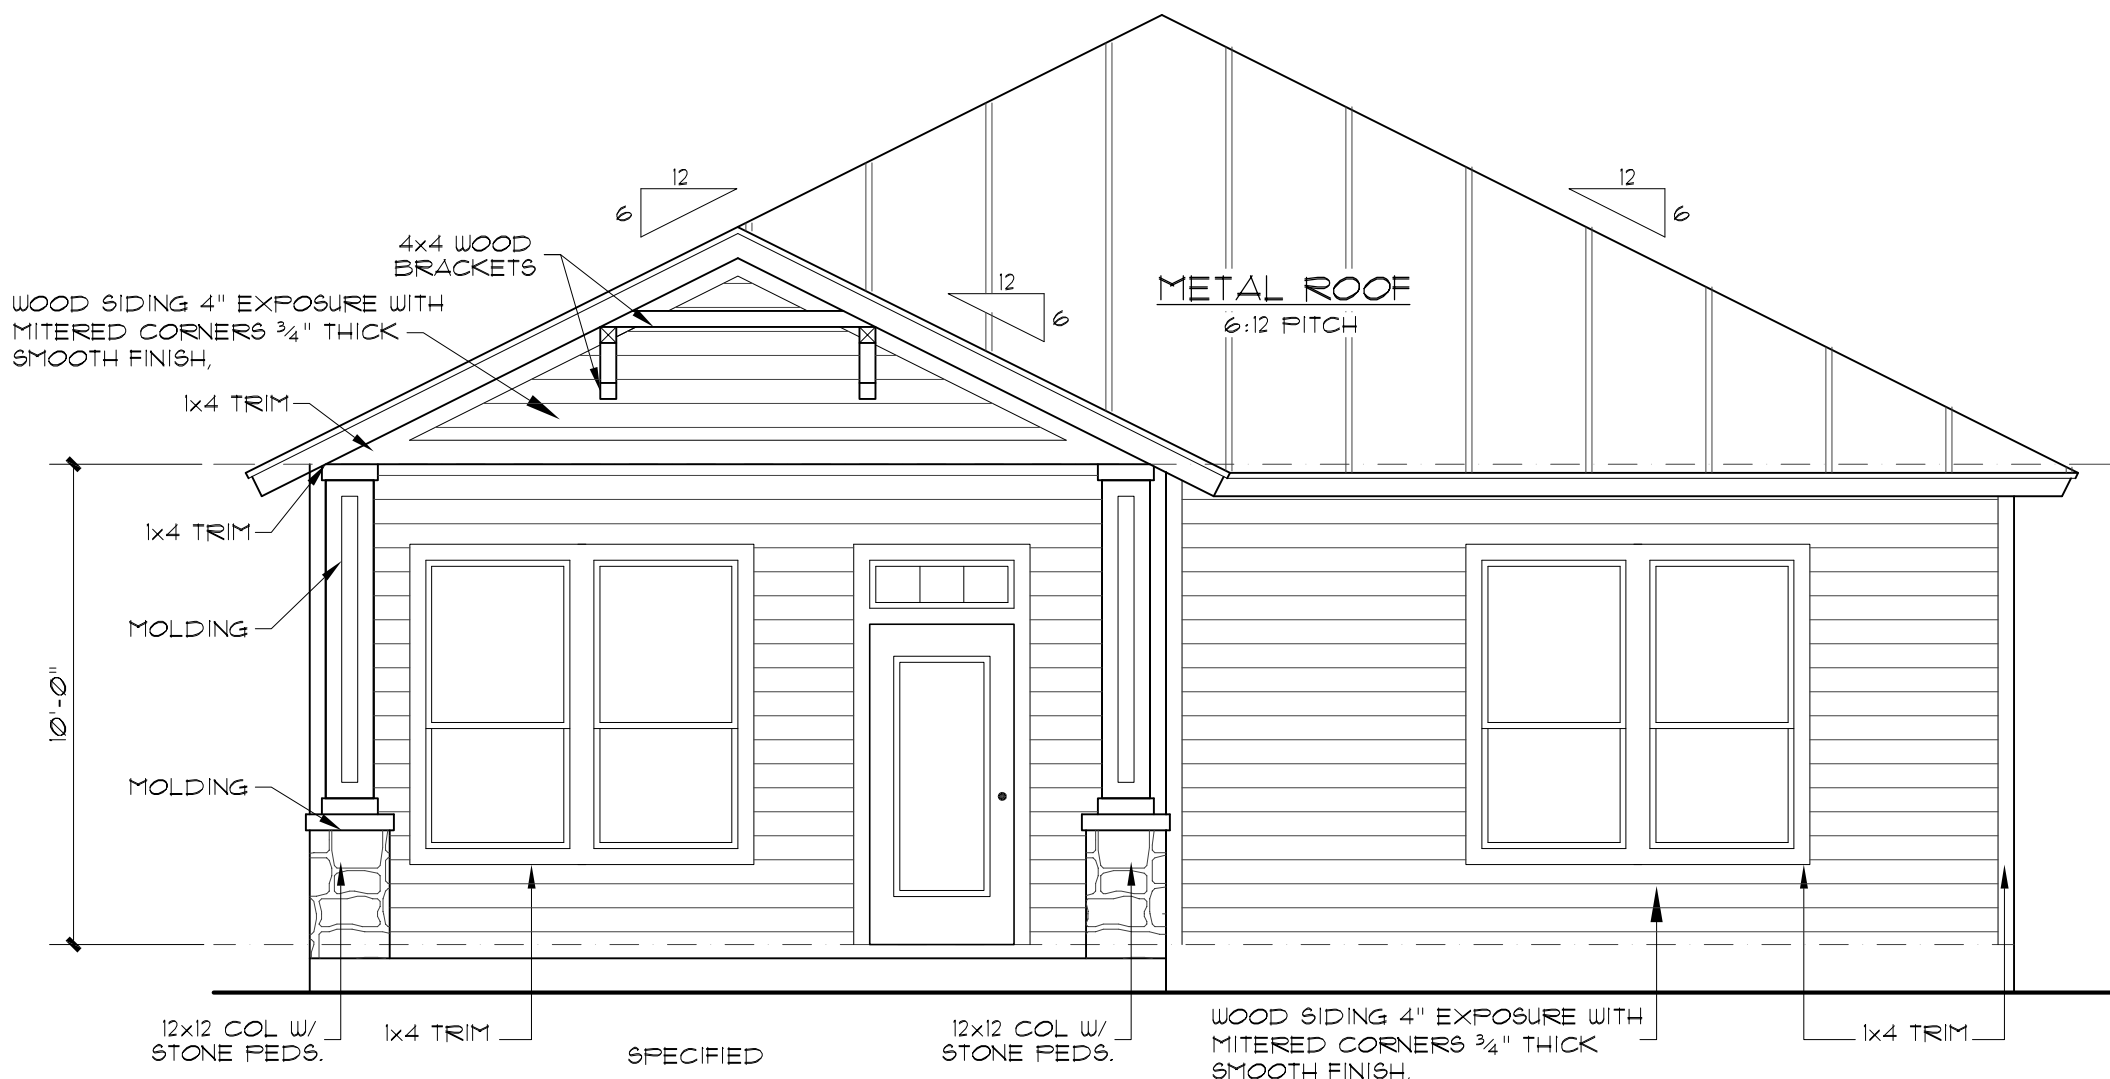 12
6
12
6
4x4 WOOD
BRACKETS
12
6
METAL ROOF
6:12 PITCH
WOOD SIDING 4" EXPOSURE WITH
MITERED CORNERS ¾" THICK
SMOOTH FINISH,
1x4 TRIM
1x4 TRIM
MOLDING
10'-0"
MOLDING
12x12 COL W/
STONE PEDS.
1x4 TRIM
SPECIFIED
12x12 COL W/
STONE PEDS.
WOOD SIDING 4" EXPOSURE WITH
MITERED CORNERS ¾" THICK
SMOOTH FINISH,
1x4 TRIM